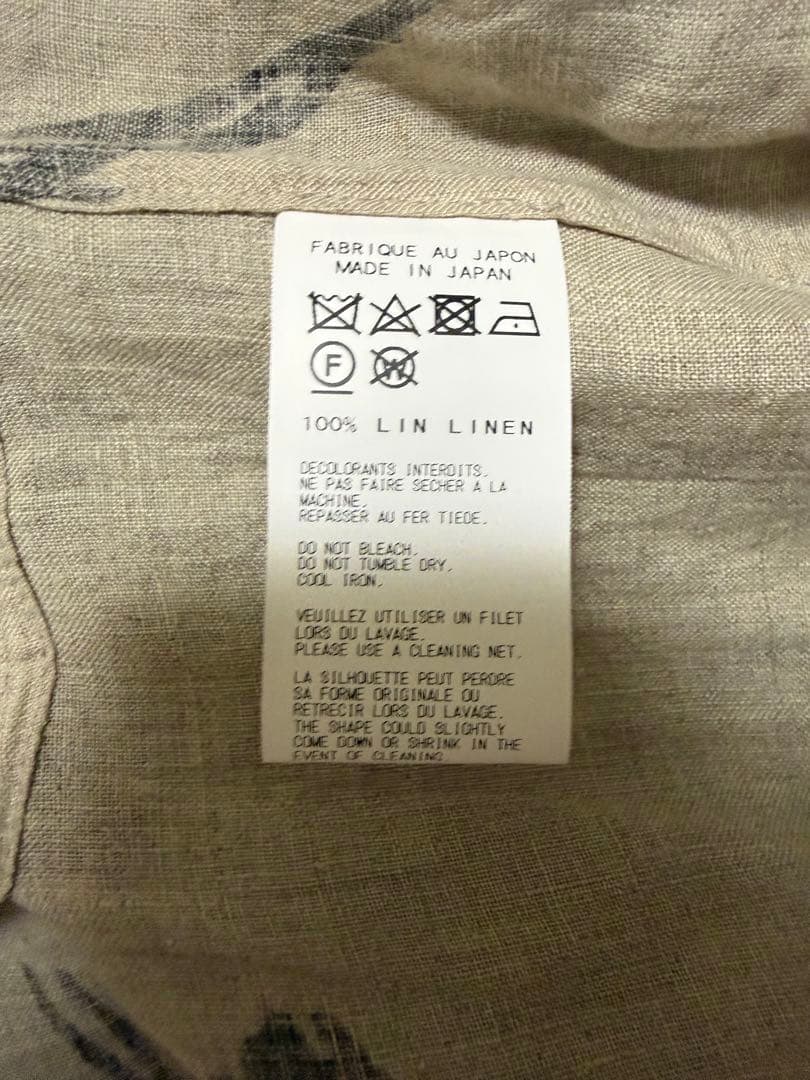 FABRIQUE AU JAPON
MADE IN JAPAN
F W
100% LIN LINEN
DECOLORANTS INTERDITS.
NE PAS FAIRE SECHER A LA
MACHINE.
REPASSER AU FER TIEDE.
DO NOT BLEACH.
DO NOT TUMBLE DRY.
COOL IRON.
VEUILLEZ UTILISER UN FILET
LORS DU LAVAGE.
PLEASE USE A CLEANING NET.
LA SILHOUETTE PEUT PERDRE
SA FORME ORIGINALE OU
RETRECIR LORS DU LAVAGE.
THE SHAPE COULD SLIGHTLY
COME DOWN OR SHRINK IN THE
EVENT OF CLEANING